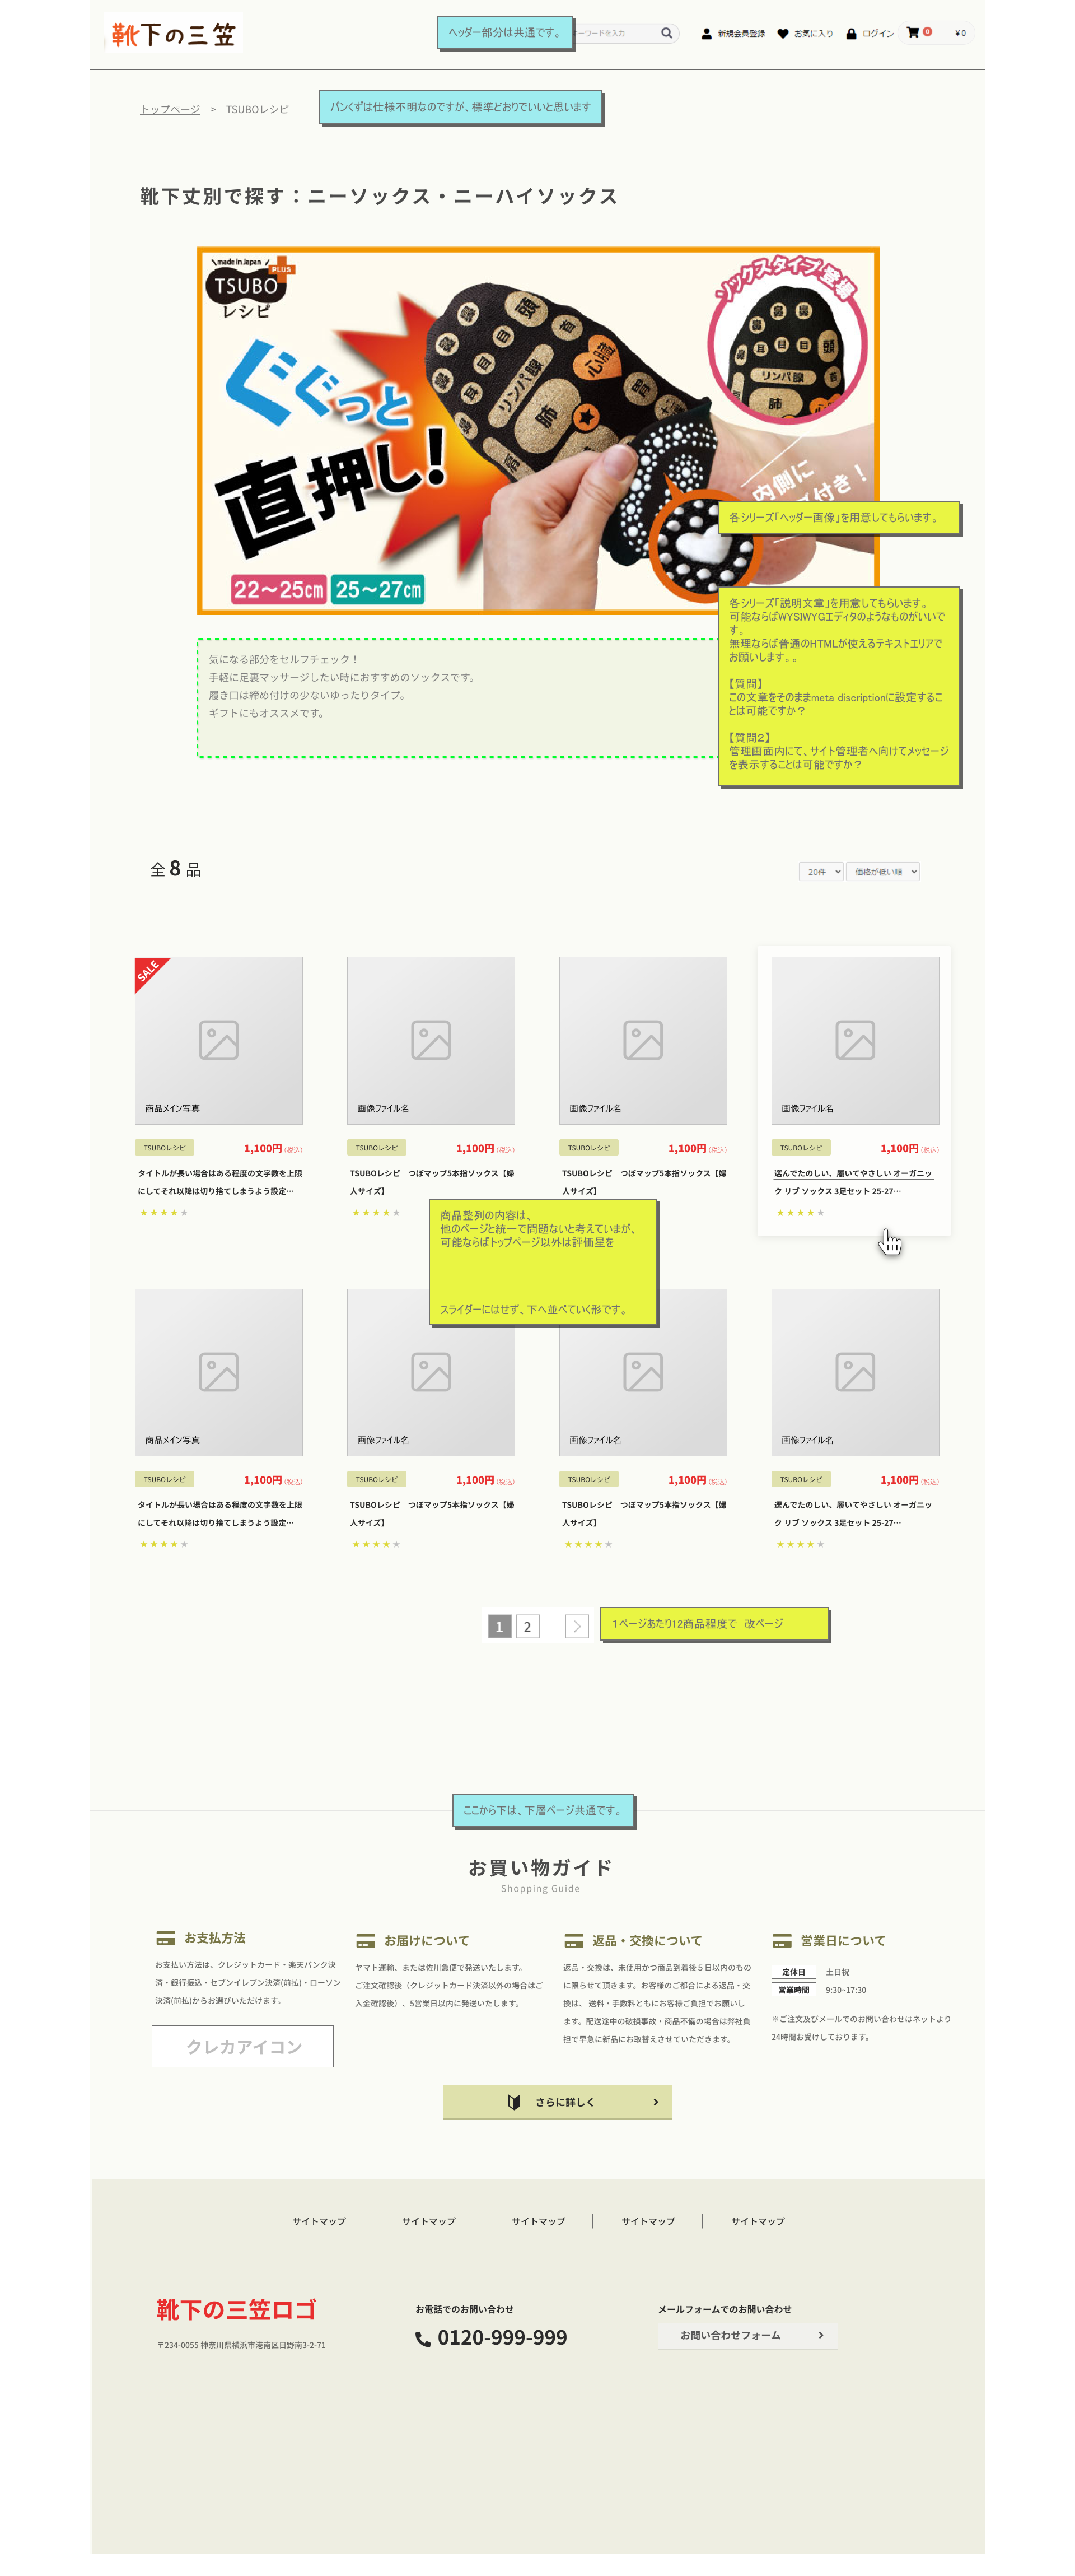 靴下の三笠
ヘッダー部分は共通です。
ーワードを入力
新規会員登録
お気に入り
ログイン
0
¥0
トップページ > TSUBOレシピ
パンくずは仕様不明なのですが、標準どおりでいいと思います
靴下丈別で探す：ニーソックス・ニーハイソックス
made in Japan
PLUS
TSUBO
レシピ
ソックスタイプ登場
ぐぐっと
直押し!
頭
首
心臓
胃
リンパ腺
肺
肩
鼻
耳
目
目
鼻
鼻
鼻
耳
目
目
頭
リンパ腺
首
肺
内側に
付き！
22〜25cm
25〜27cm
各シリーズ「ヘッダー画像」を用意してもらいます。
各シリーズ「説明文章」を用意してもらいます。
可能ならばWYSIWYGエディタのようなものがいいで
す。
無理ならば普通のHTMLが使えるテキストエリアで
お願いします。。
【質問】
この文章をそのままmeta discriptionに設定するこ
とは可能ですか？
【質問２】
管理画面内にて、サイト管理者へ向けてメッセージ
を表示することは可能ですか？
気になる部分をセルフチェック！
手軽に足裏マッサージしたい時におすすめのソックスです。
履き口は締め付けの少ないゆったりタイプ。
ギフトにもオススメです。
全 8 品
20件
価格が低い順
SALE
商品メイン写真
画像ファイル名
画像ファイル名
画像ファイル名
TSUBOレシピ 1,100円 (税込)
TSUBOレシピ 1,100円 (税込)
TSUBOレシピ 1,100円 (税込)
TSUBOレシピ 1,100円 (税込)
タイトルが長い場合はある程度の文字数を上限
にしてそれ以降は切り捨てしまうよう設定…
★★★★★
TSUBOレシピ　つぼマップ5本指ソックス【婦
人サイズ】
★★★★★
TSUBOレシピ　つぼマップ5本指ソックス【婦
人サイズ】
選んでたのしい、履いてやさしい オーガニッ
ク リブ ソックス 3足セット 25-27…
★★★★★
商品整列の内容は、
他のページと統一で問題ないと考えていまが、
可能ならばトップページ以外は評価星を
スライダーにはせず、下へ並べていく形です。
商品メイン写真
画像ファイル名
画像ファイル名
画像ファイル名
TSUBOレシピ 1,100円 (税込)
TSUBOレシピ 1,100円 (税込)
TSUBOレシピ 1,100円 (税込)
TSUBOレシピ 1,100円 (税込)
タイトルが長い場合はある程度の文字数を上限
にしてそれ以降は切り捨てしまうよう設定…
★★★★★
TSUBOレシピ　つぼマップ5本指ソックス【婦
人サイズ】
★★★★★
TSUBOレシピ　つぼマップ5本指ソックス【婦
人サイズ】
★★★★★
選んでたのしい、履いてやさしい オーガニッ
ク リブ ソックス 3足セット 25-27…
★★★★★
1 2 >
1ページあたり12商品程度で　改ページ
ここから下は、下層ページ共通です。
お買い物ガイド
Shopping Guide
お支払方法
お支払い方法は、クレジットカード・楽天バンク決
済・銀行振込・セブンイレブン決済(前払)・ローソン
決済(前払)からお選びいただけます。
クレカアイコン
お届けについて
ヤマト運輸、または佐川急便で発送いたします。
ご注文確認後（クレジットカード決済以外の場合はご
入金確認後）、5営業日以内に発送いたします。
返品・交換について
返品・交換は、未使用かつ商品到着後５日以内のもの
に限らせて頂きます。お客様のご都合による返品・交
換は、 送料・手数料ともにお客様ご負担でお願いし
ます。配送途中の破損事故・商品不備の場合は弊社負
担で早急に新品にお取替えさせていただきます。
営業日について
定休日 土日祝
営業時間 9:30~17:30
※ご注文及びメールでのお問い合わせはネットより
24時間お受けしております。
さらに詳しく
サイトマップ
サイトマップ
サイトマップ
サイトマップ
サイトマップ
靴下の三笠ロゴ
〒234-0055 神奈川県横浜市港南区日野南3-2-71
お電話でのお問い合わせ
0120-999-999
メールフォームでのお問い合わせ
お問い合わせフォーム